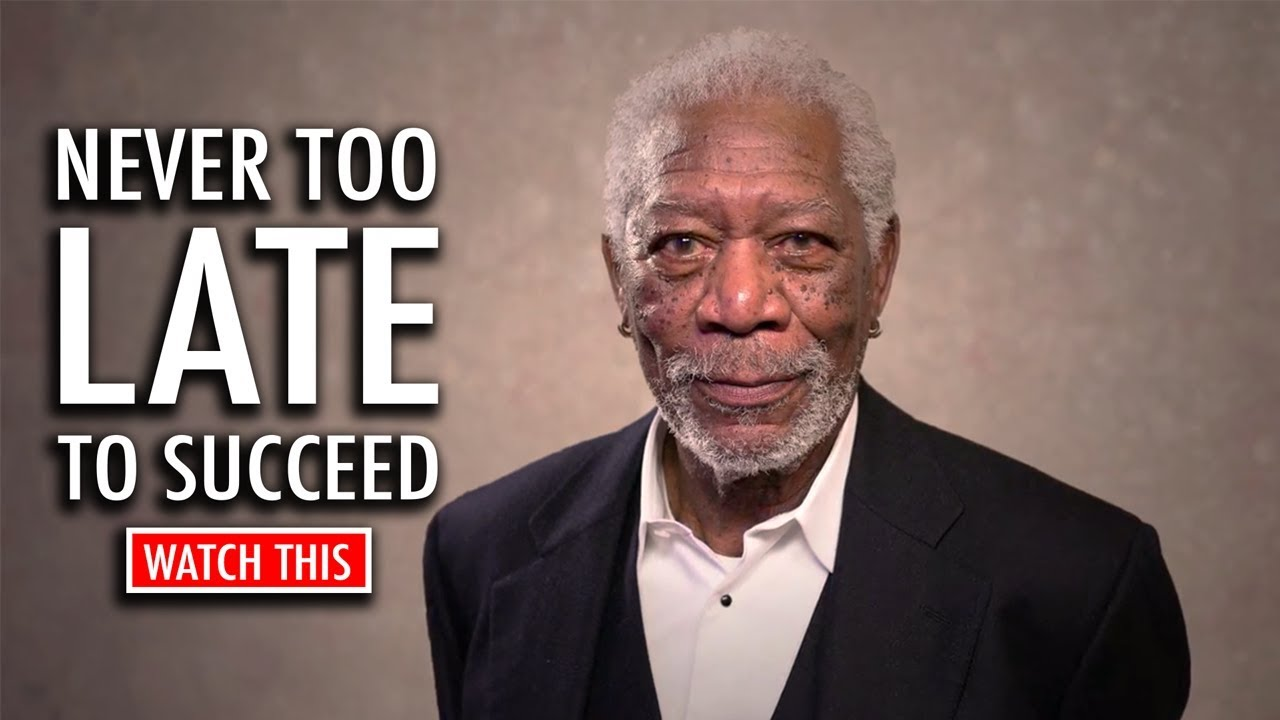 NEVER TOO
LATE
TO SUCCEED
WATCH THIS